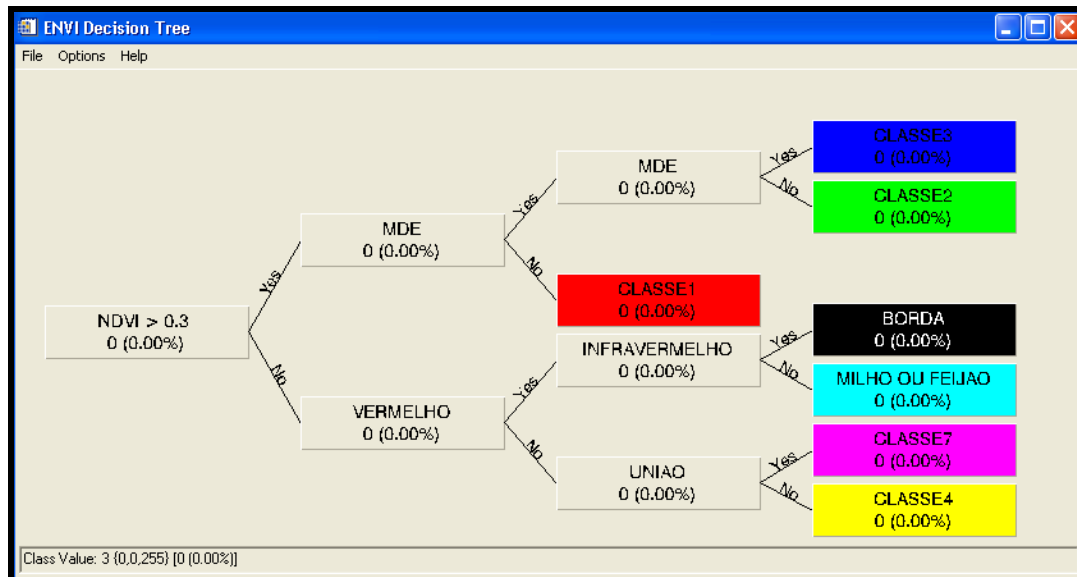 ENVI Decision Tree
File Options Help
NDVI > 0.3
0 (0.00%)
Yes
No
MDE
0 (0.00%)
Yes
No
MDE
0 (0.00%)
Yes
No
CLASSE3
0 (0.00%)
CLASSE2
0 (0.00%)
CLASSE1
0 (0.00%)
VERMELHO
0 (0.00%)
Yes
No
INFRAVERMELHO
0 (0.00%)
Yes
No
BORDA
0 (0.00%)
MILHO OU FEIJAO
0 (0.00%)
UNIAO
0 (0.00%)
Yes
No
CLASSE7
0 (0.00%)
CLASSE4
0 (0.00%)
Class Value: 3 {0,0,255} [0 (0.00%)]